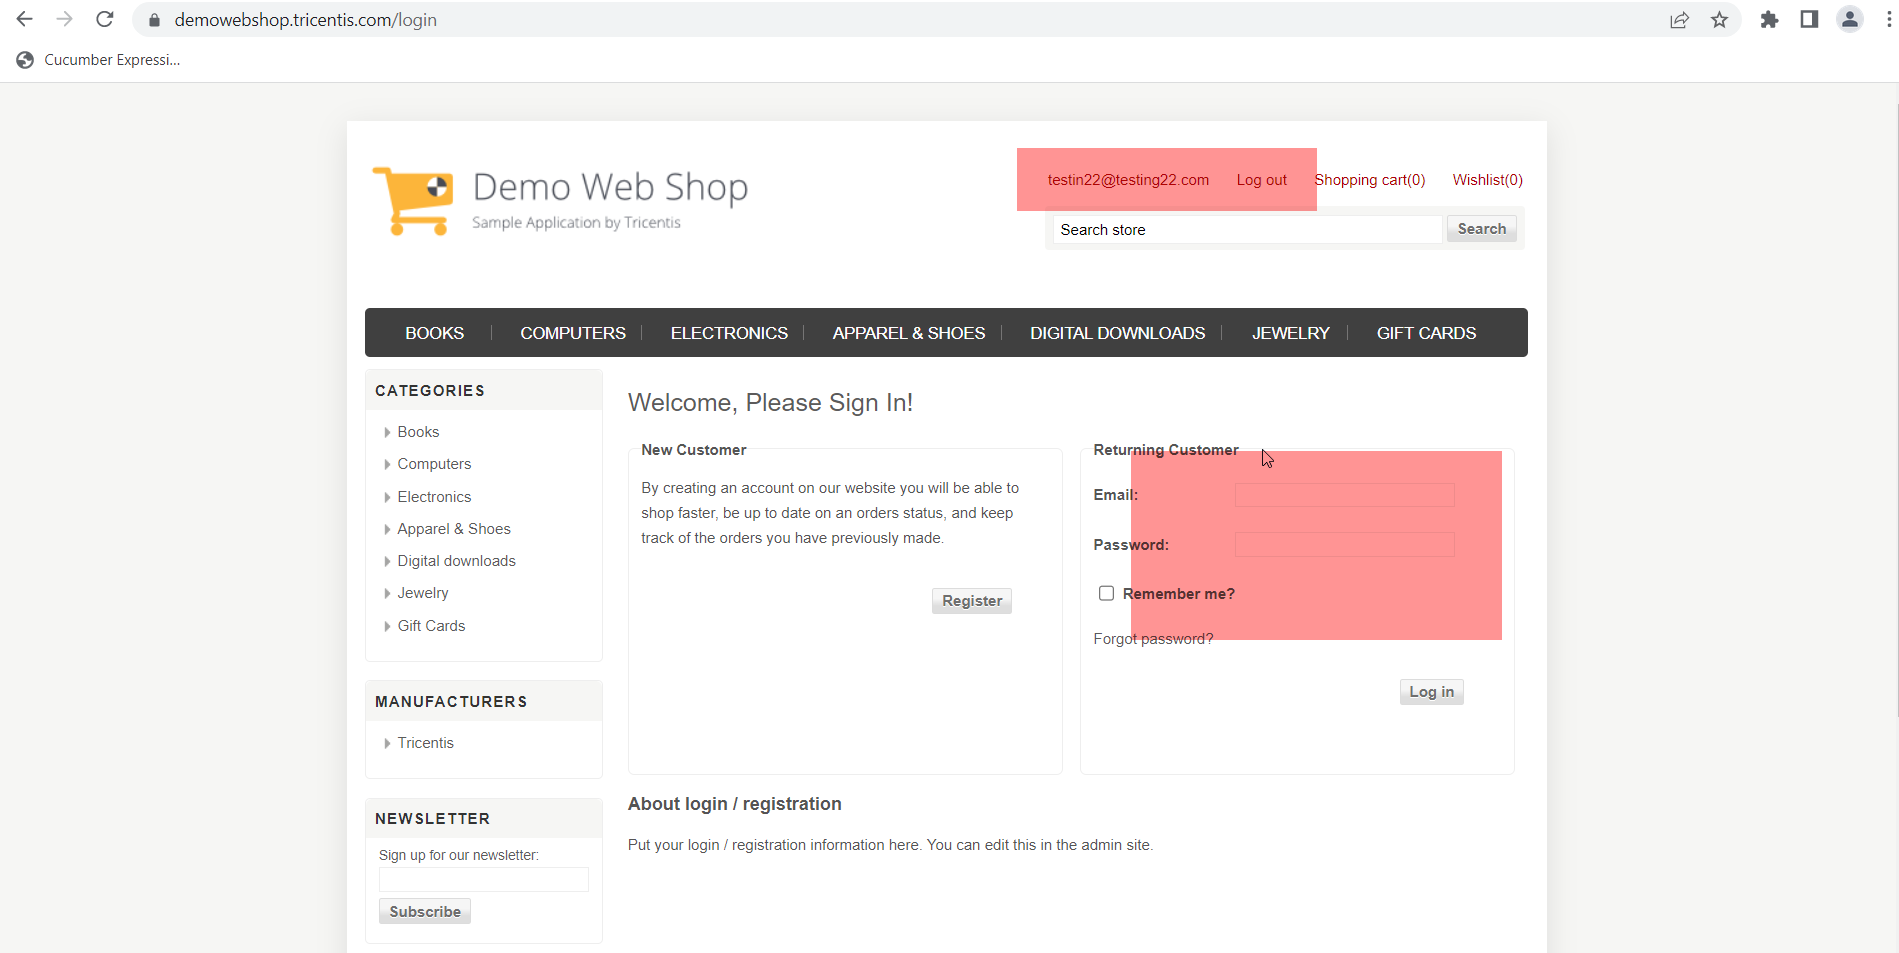 demowebshop.tricentis.com/login
Cucumber Expressi...
Demo Web Shop
Sample Application by Tricentis
testin22@testing22.com Log out Shopping cart(0) Wishlist(0)
Search store Search
BOOKS COMPUTERS ELECTRONICS APPAREL & SHOES DIGITAL DOWNLOADS JEWELRY GIFT CARDS
CATEGORIES
Books
Computers
Electronics
Apparel & Shoes
Digital downloads
Jewelry
Gift Cards
MANUFACTURERS
Tricentis
NEWSLETTER
Sign up for our newsletter:
Subscribe
Welcome, Please Sign In!
New Customer
By creating an account on our website you will be able to
shop faster, be up to date on an orders status, and keep
track of the orders you have previously made.
Register
Returning Customer
Email:
Password:
Remember me?
Forgot password?
Log in
About login / registration
Put your login / registration information here. You can edit this in the admin site.